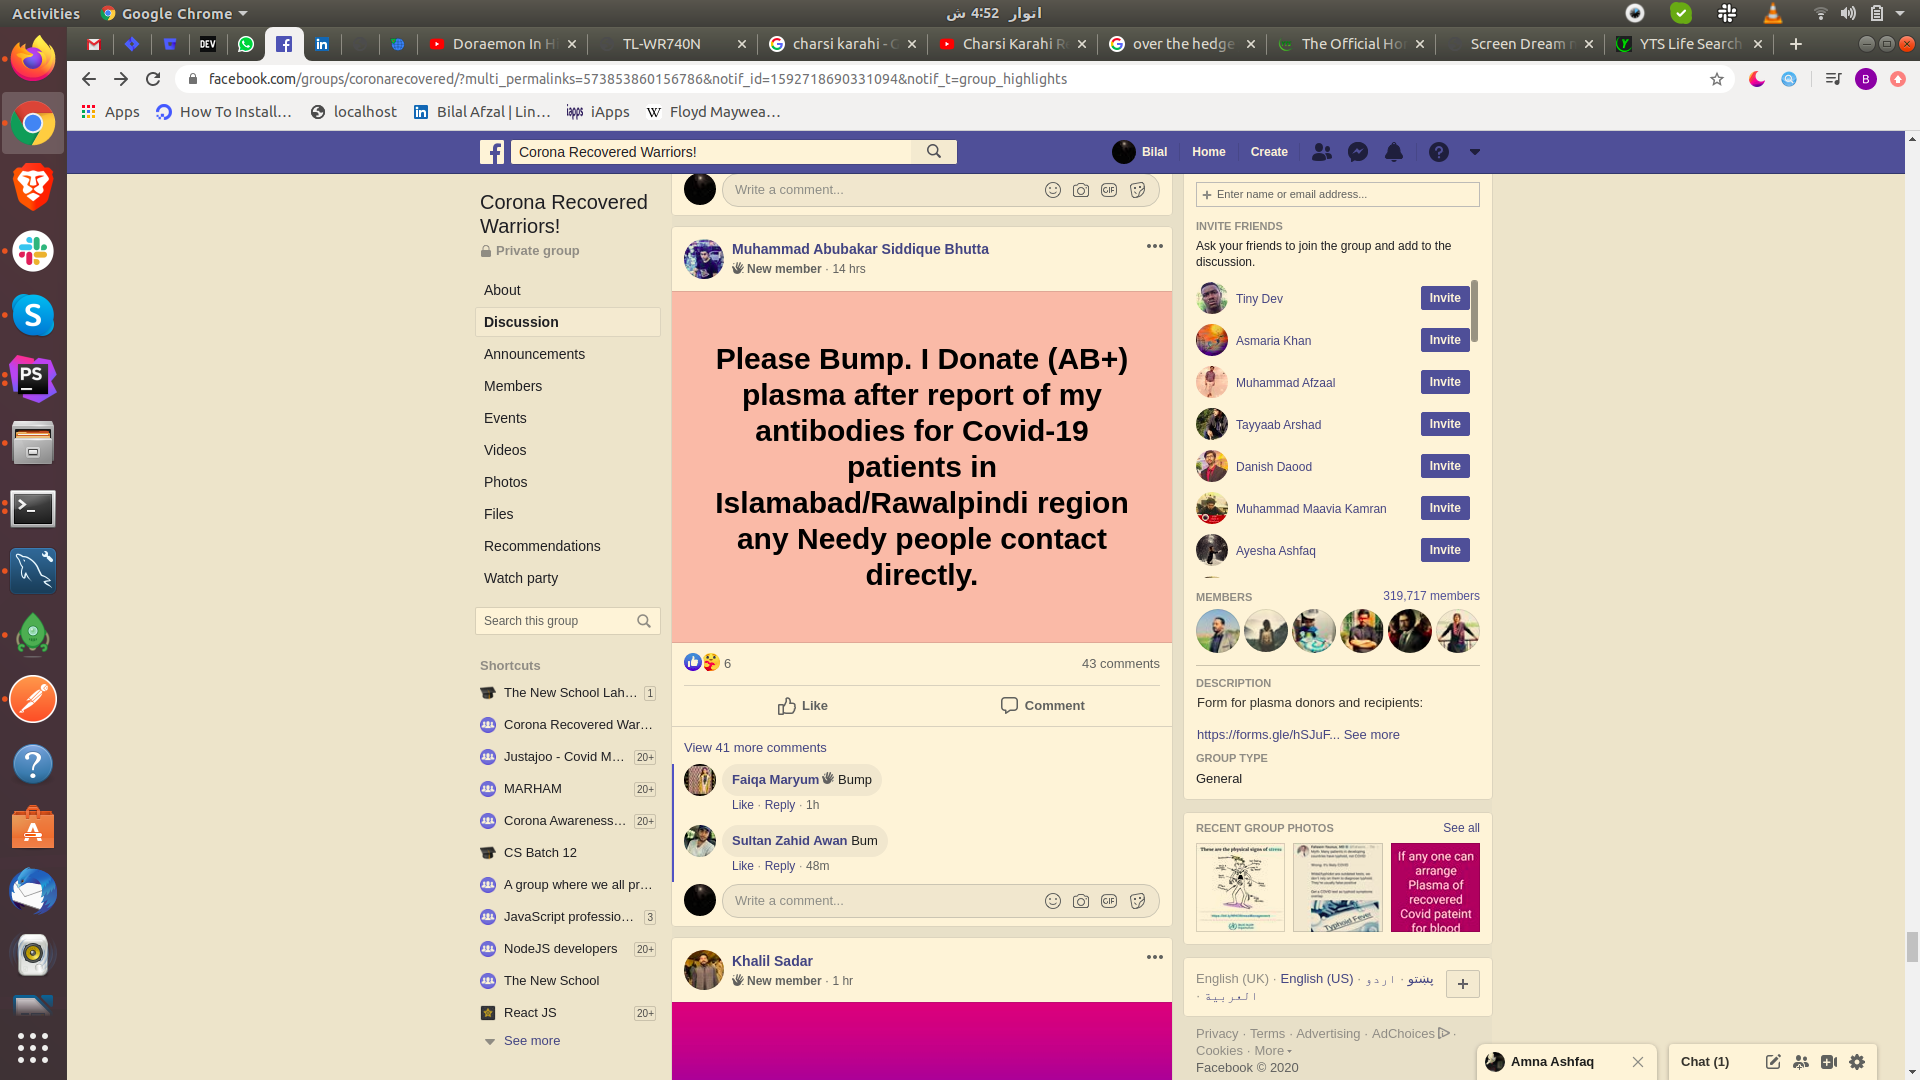 Activities
Google Chrome
اتوار 4:52 ش
Doraemon In H
TL-WR740N
charsi karahi - G
Charsi Karahi R
over the hedge
The Official Ho
Screen Dream r
YTS Life Search
facebook.com/groups/coronarecovered/?multi_permalinks=573853860156786&notif_id=1592718690331094&notif_t=group_highlights
Apps
How To Install…
localhost
Bilal Afzal | Lin…
iApps
Floyd Maywea…
Corona Recovered Warriors!
Bilal
Home
Create
Corona Recovered
Warriors!
Private group
About
Discussion
Announcements
Members
Events
Videos
Photos
Files
Recommendations
Watch party
Search this group
Shortcuts
The New School Lah… 1
Corona Recovered War…
Justajoo - Covid M… 20+
MARHAM 20+
Corona Awareness… 20+
CS Batch 12
A group where we all pr…
JavaScript professio… 3
NodeJS developers 20+
The New School
React JS 20+
See more
Write a comment...
Muhammad Abubakar Siddique Bhutta
New member · 14 hrs
Please Bump. I Donate (AB+)
plasma after report of my
antibodies for Covid-19
patients in
Islamabad/Rawalpindi region
any Needy people contact
directly.
6
43 comments
Like
Comment
View 41 more comments
Faiqa Maryum Bump
Like · Reply · 1h
Sultan Zahid Awan Bum
Like · Reply · 48m
Write a comment...
Khalil Sadar
New member · 1 hr
Enter name or email address...
INVITE FRIENDS
Ask your friends to join the group and add to the
discussion.
Tiny Dev Invite
Asmaria Khan Invite
Muhammad Afzaal Invite
Tayyaab Arshad Invite
Danish Daood Invite
Muhammad Maavia Kamran Invite
Ayesha Ashfaq Invite
MEMBERS 319,717 members
DESCRIPTION
Form for plasma donors and recipients:
https://forms.gle/hSJuF... See more
GROUP TYPE
General
RECENT GROUP PHOTOS See all
These are the physical signs of stress
Typhoid Fever
If any one can
arrange
Plasma of
recovered
Covid pateint
for blood
English (UK) · English (US) · اردو · پښتو
العربية ·
Privacy · Terms · Advertising · AdChoices ·
Cookies · More
Facebook © 2020
Amna Ashfaq
Chat (1)